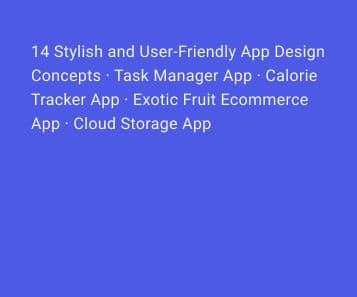 14 Stylish and User-Friendly App Design
Concepts · Task Manager App · Calorie
Tracker App · Exotic Fruit Ecommerce
App · Cloud Storage App